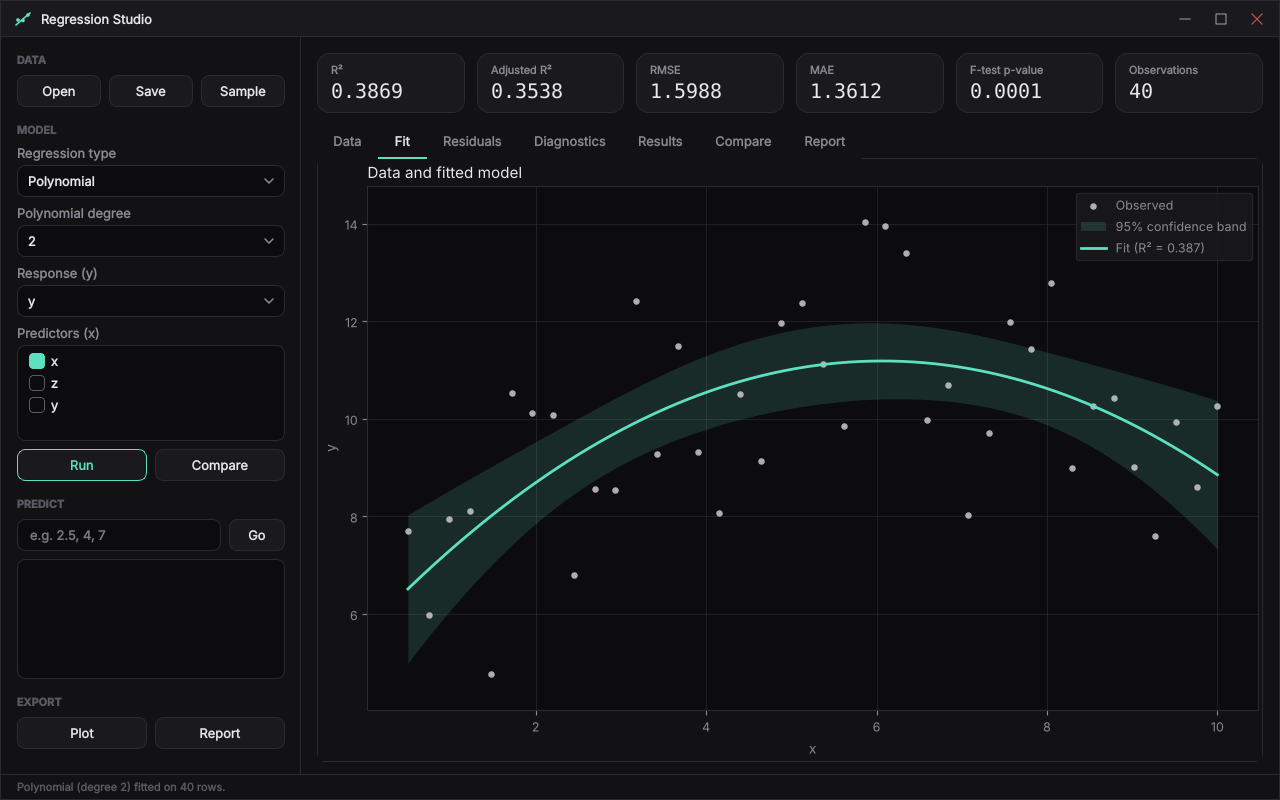 Regression Studio
DATA
Open Save Sample
MODEL
Regression type
Polynomial
Polynomial degree
2
Response (y)
y
Predictors (x)
x
z
y
Run Compare
PREDICT
e.g. 2.5, 4, 7 Go
EXPORT
Plot Report
R² Adjusted R² RMSE MAE F-test p-value Observations
0.3869 0.3538 1.5988 1.3612 0.0001 40
Data Fit Residuals Diagnostics Results Compare Report
Data and fitted model
Observed
95% confidence band
Fit (R² = 0.387)
14
12
10
8
6
y
2 4 6 8 10
x
Polynomial (degree 2) fitted on 40 rows.